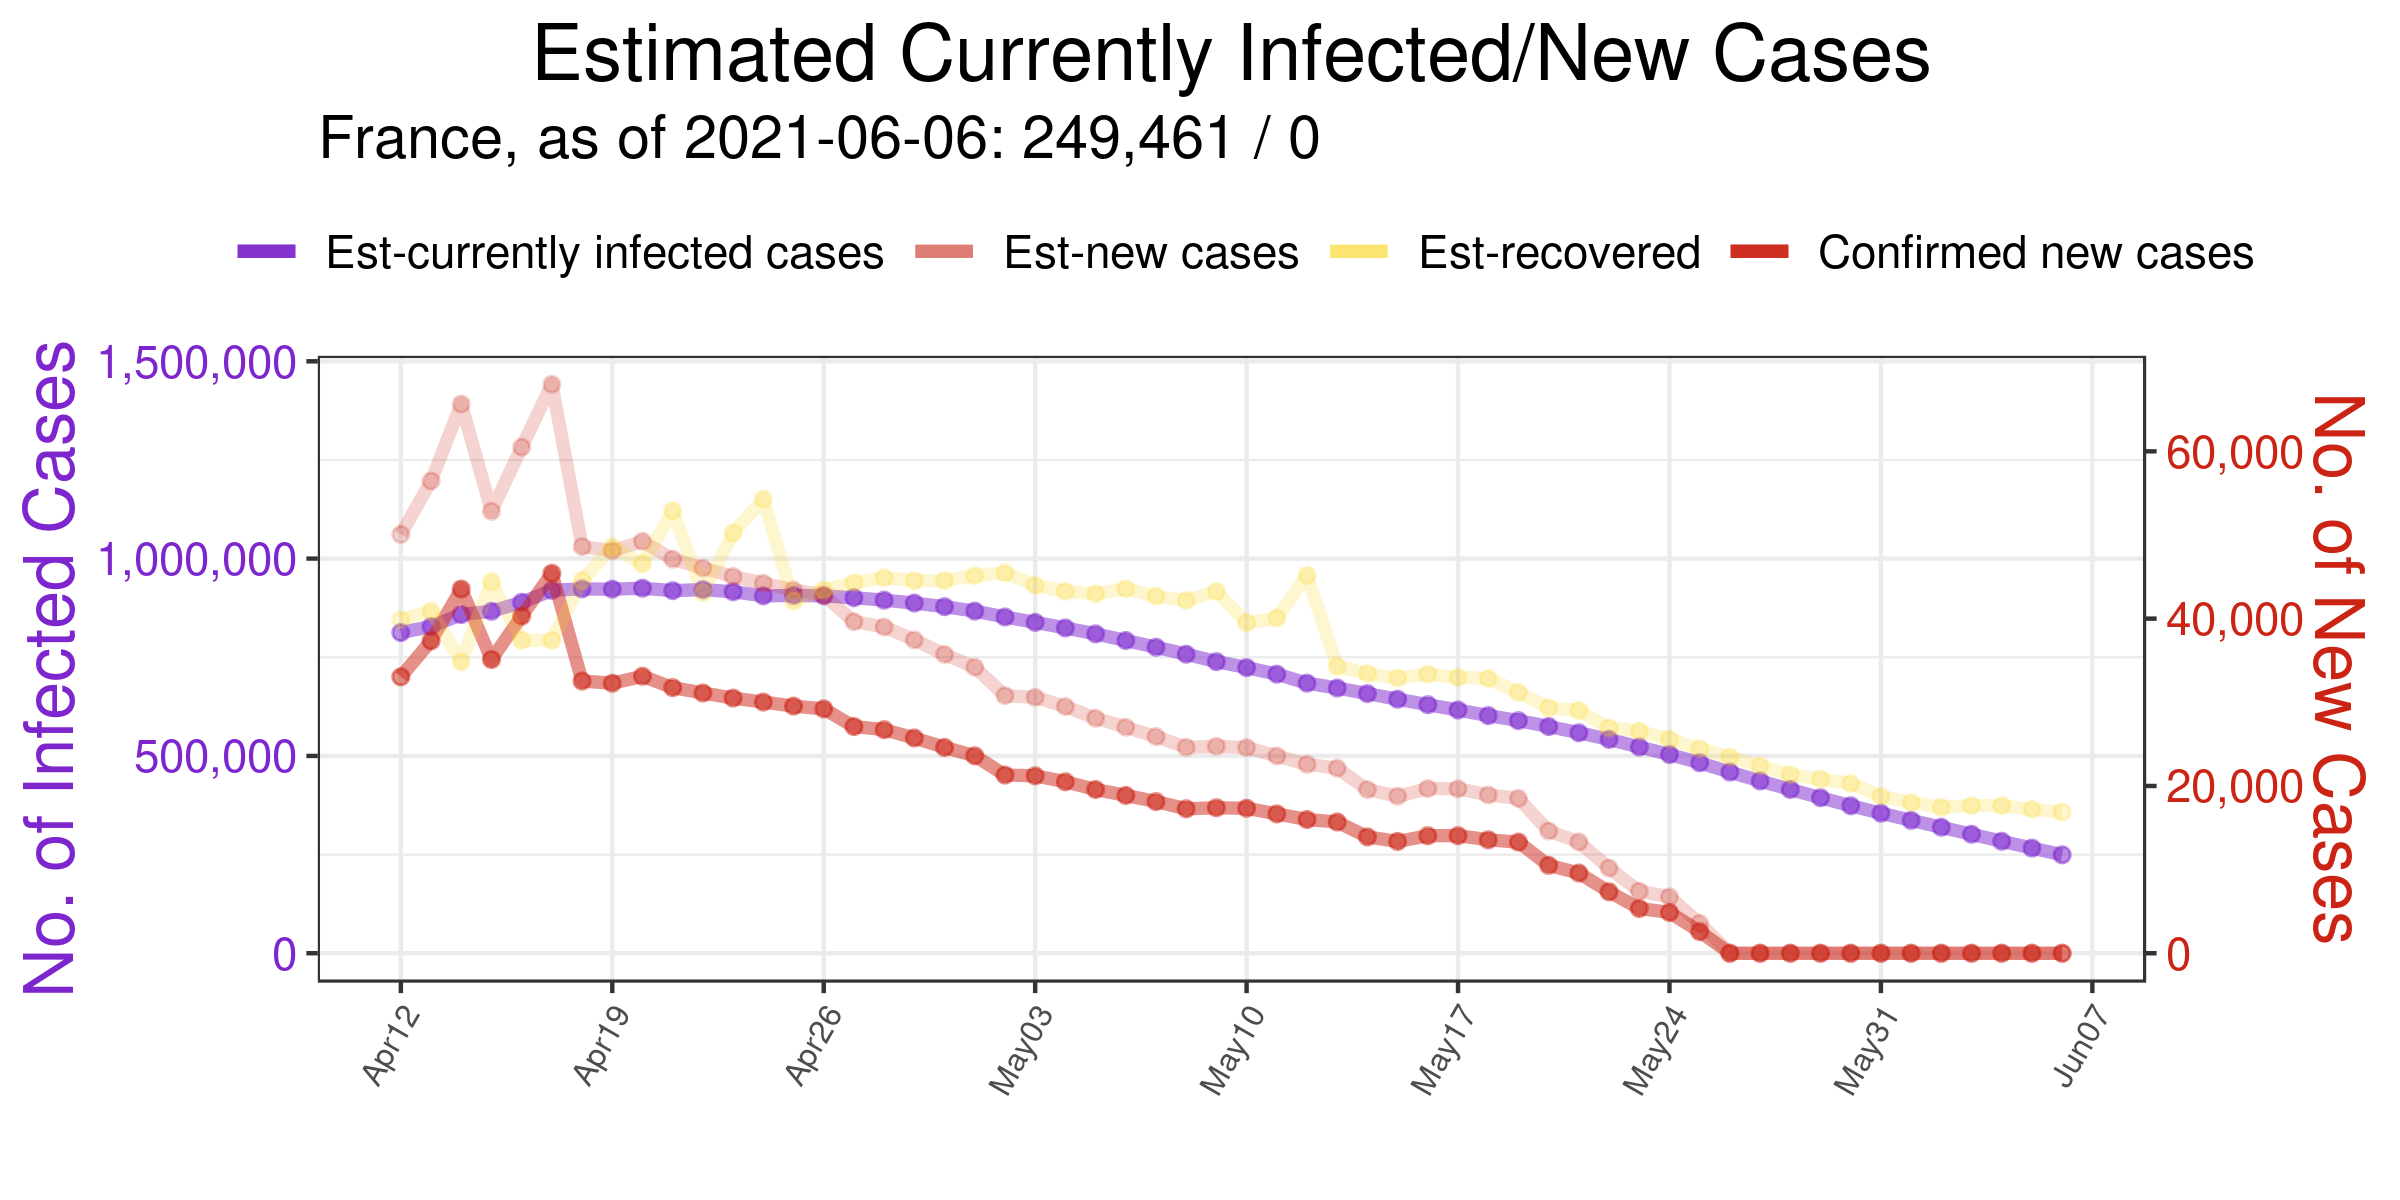 Estimated Currently Infected/New Cases
France, as of 2021-06-06: 249,461 / 0
Est-currently infected cases Est-new cases Est-recovered Confirmed new cases
No. of Infected Cases
1,500,000
1,000,000
500,000
0
60,000
40,000
20,000
0
No. of New Cases
Apr12 Apr19 Apr26 May03 May10 May17 May24 May31 Jun07